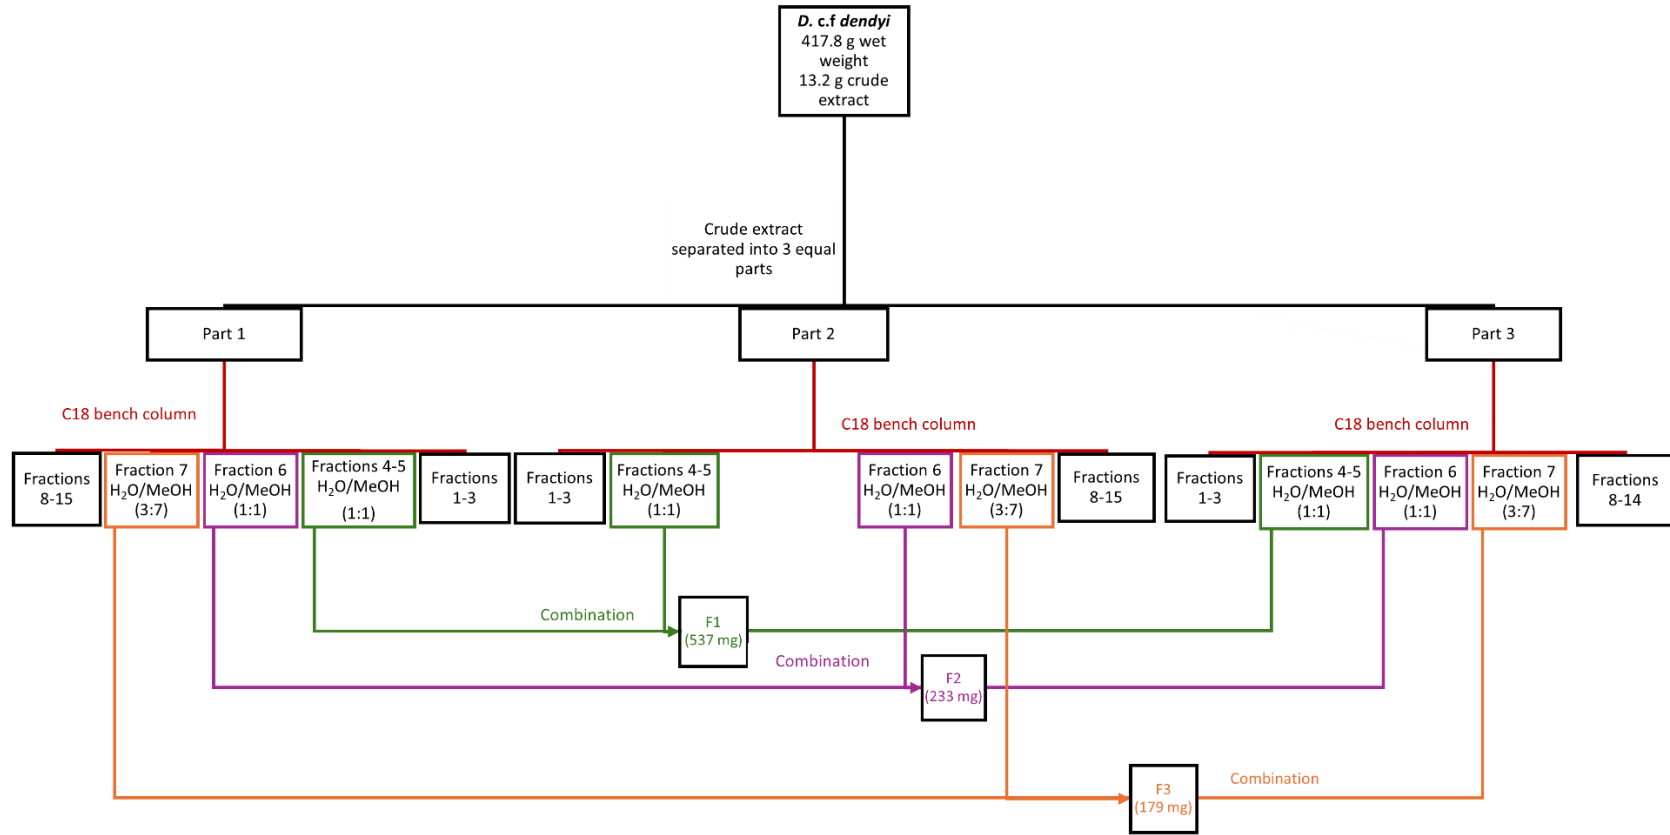 D. c.f dendyi
417.8 g wet
weight
13.2 g crude
extract
Crude extract
separated into 3 equal
parts
Part 1
Part 2
Part 3
C18 bench column
C18 bench column
C18 bench column
Fractions
8-15
Fraction 7
H₂O/MeOH
(3:7)
Fraction 6
H₂O/MeOH
(1:1)
Fractions 4-5
H₂O/MeOH
(1:1)
Fractions
1-3
Fractions
1-3
Fractions 4-5
H₂O/MeOH
(1:1)
Fraction 6
H₂O/MeOH
(1:1)
Fraction 7
H₂O/MeOH
(3:7)
Fractions
8-15
Fractions
1-3
Fractions 4-5
H₂O/MeOH
(1:1)
Fraction 6
H₂O/MeOH
(1:1)
Fraction 7
H₂O/MeOH
(3:7)
Fractions
8-14
Combination
F1
(537 mg)
Combination
F2
(233 mg)
Combination
F3
(179 mg)